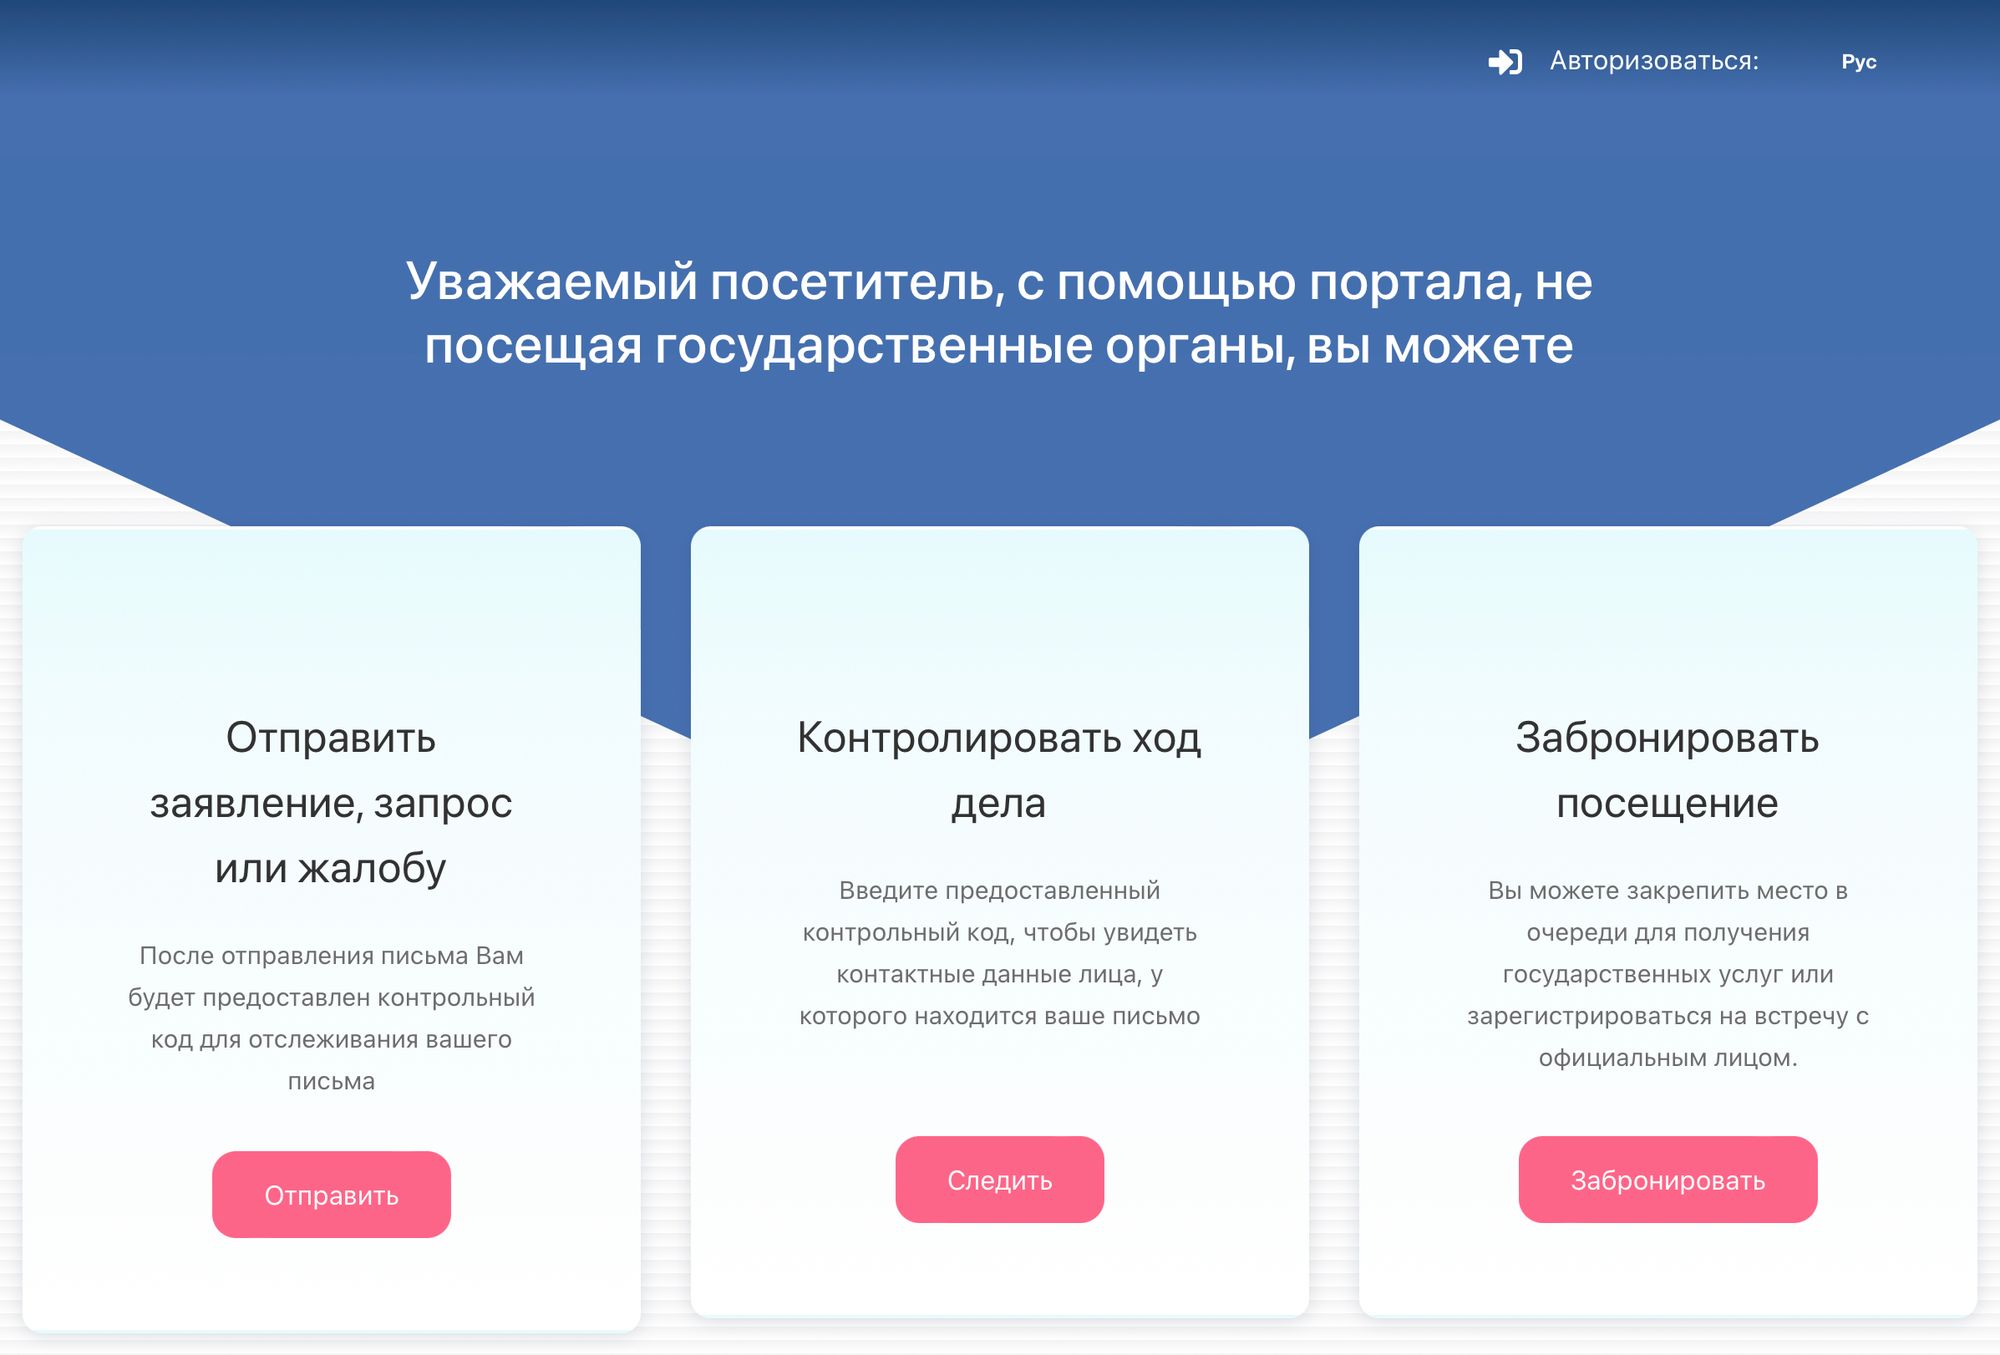 Авторизоваться:
Рус
Уважаемый посетитель, с помощью портала, не
посещая государственные органы, вы можете
Отправить
заявление, запрос
или жалобу
После отправления письма Вам
будет предоставлен контрольный
код для отслеживания вашего
письма
Отправить
Контролировать ход
дела
Введите предоставленный
контрольный код, чтобы увидеть
контактные данные лица, у
которого находится ваше письмо
Следить
Забронировать
посещение
Вы можете закрепить место в
очереди для получения
государственных услуг или
зарегистрироваться на встречу с
официальным лицом.
Забронировать